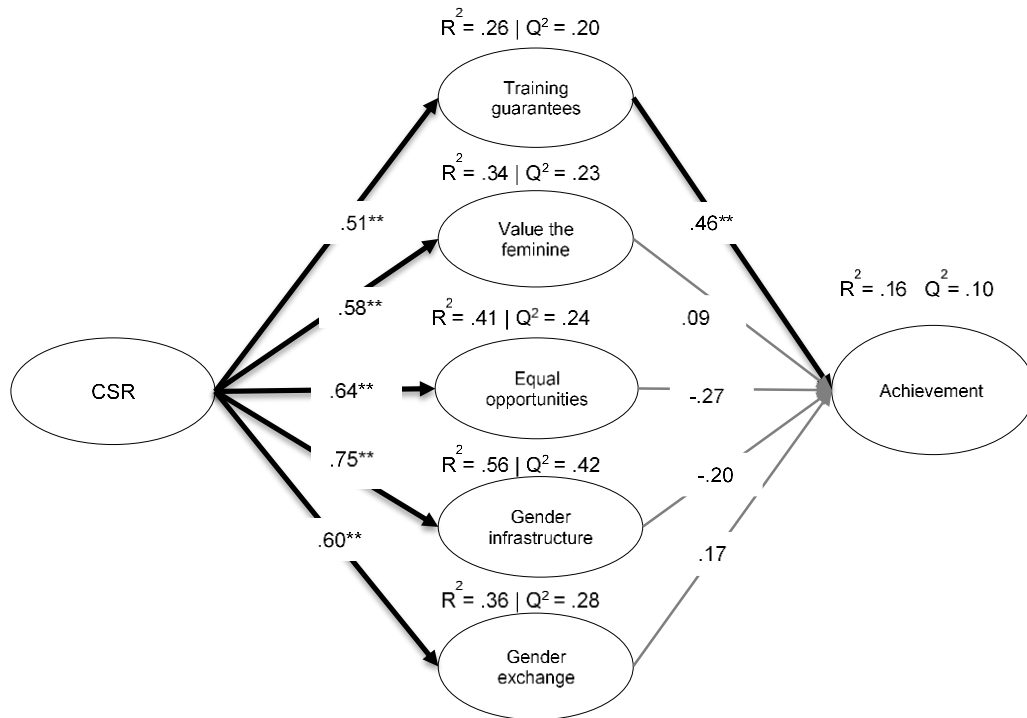 R² = .26 | Q² = .20
Training
guarantees
R² = .34 | Q² = .23
.51**
Value the
feminine
.46**
R² = .16 Q² = .10
.58**
R² = .41 | Q² = .24
.09
CSR
.64**
Equal
opportunities
-.27
Achievement
.75**
R² = .56 | Q² = .42
-.20
Gender
infrastructure
.60**
.17
R² = .36 | Q² = .28
Gender
exchange